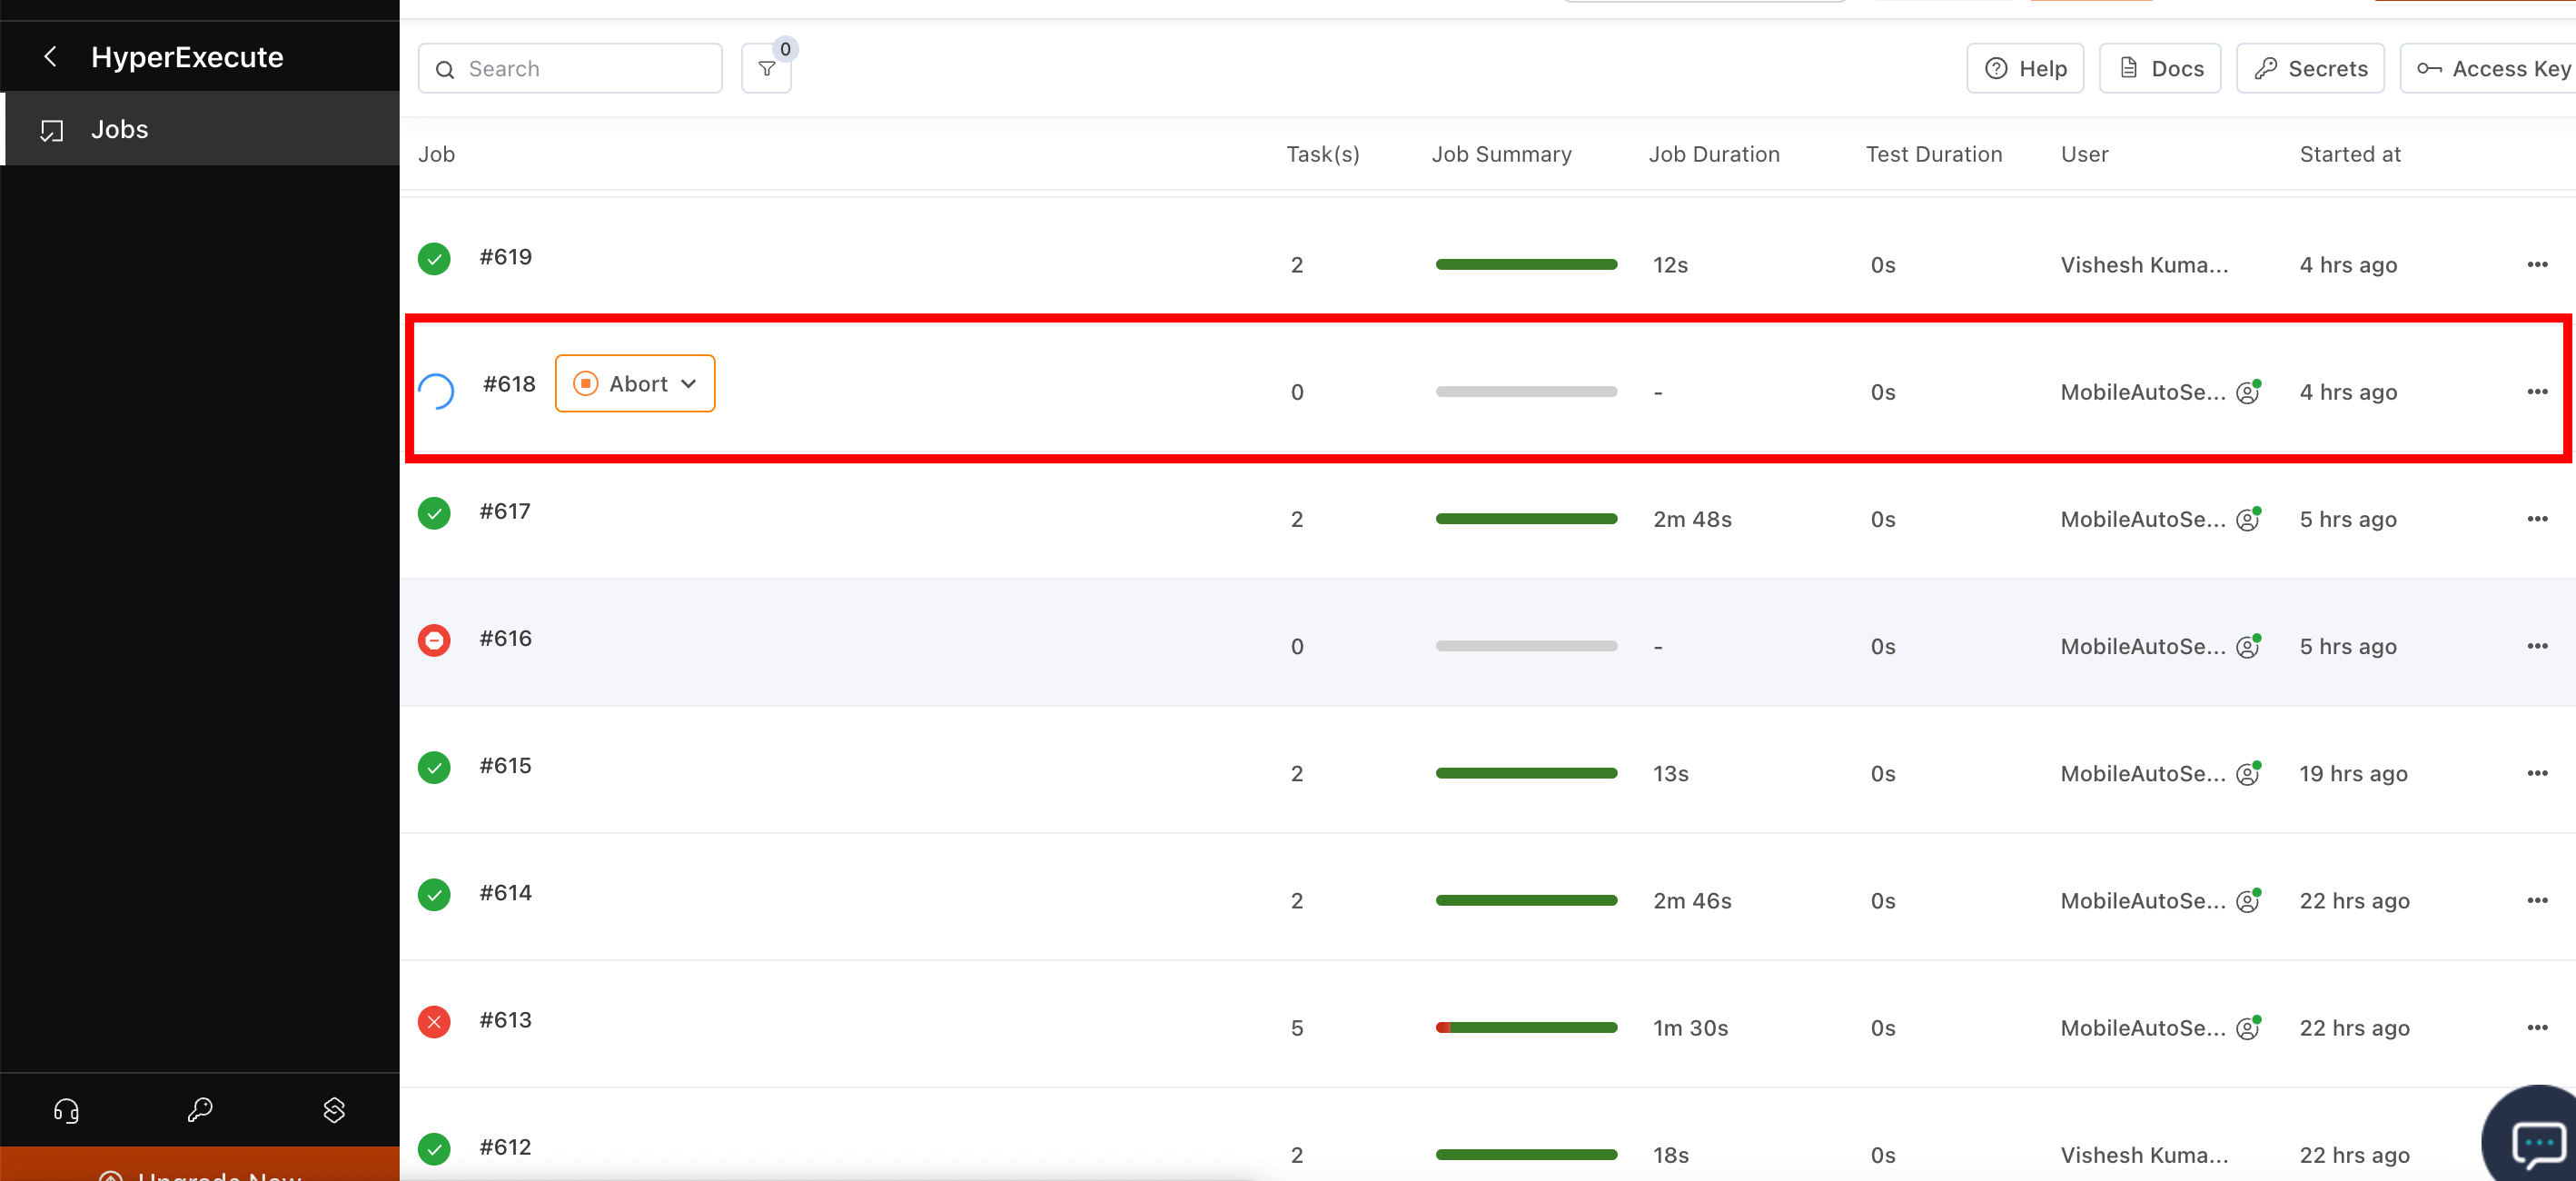 HyperExecute
Jobs
Search
0
Help
Docs
Secrets
Access Key
Job Task(s) Job Summary Job Duration Test Duration User Started at
#619 2 12s 0s Vishesh Kuma... 4 hrs ago
#618 Abort 0 - 0s MobileAutoSe... 4 hrs ago
#617 2 2m 48s 0s MobileAutoSe... 5 hrs ago
#616 0 - 0s MobileAutoSe... 5 hrs ago
#615 2 13s 0s MobileAutoSe... 19 hrs ago
#614 2 2m 46s 0s MobileAutoSe... 22 hrs ago
#613 5 1m 30s 0s MobileAutoSe... 22 hrs ago
#612 2 18s 0s Vishesh Kuma... 22 hrs ago
Upgrade Now